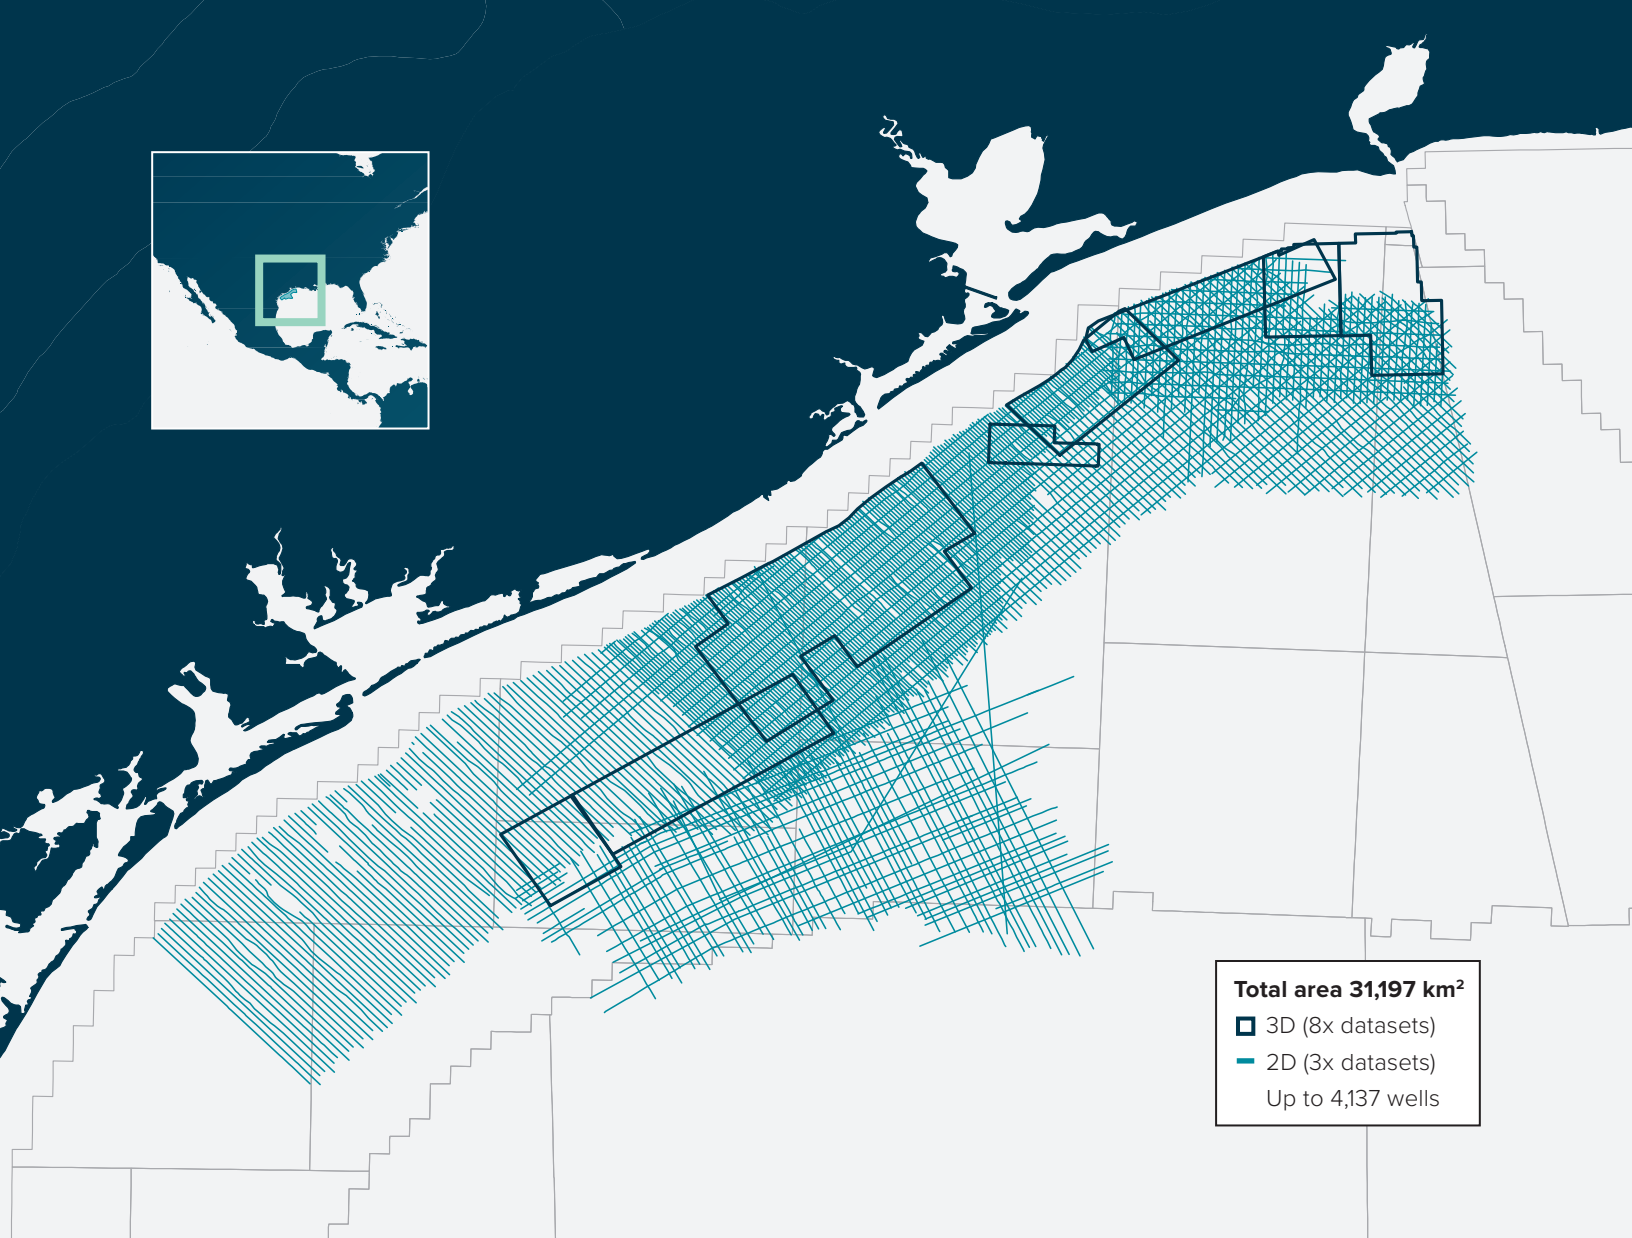 Total area 31,197 km²
3D (8x datasets)
2D (3x datasets)
Up to 4,137 wells